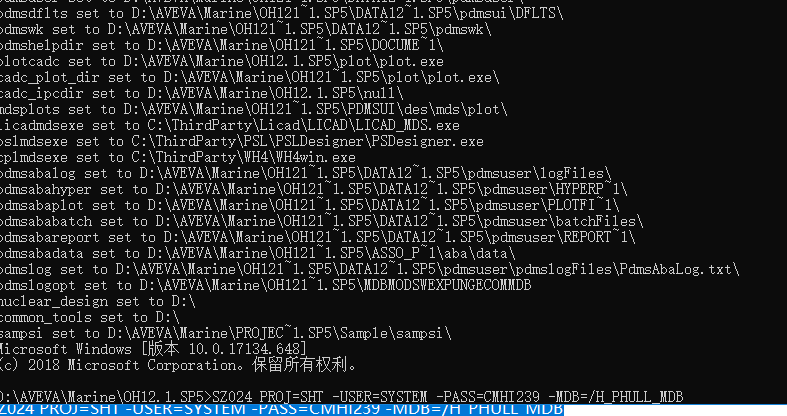 pdmsdflts set to D:\AVEVA\Marine\OH121~1.SP5\DATA12~1.SP5\pdmsui\DFLTS\
pdmswk set to D:\AVEVA\Marine\OH121~1.SP5\DATA12~1.SP5\pdmswk\
pdmshelpdir set to D:\AVEVA\Marine\OH121~1.SP5\DOCUME~1\
plotcadc set to D:\AVEVA\Marine\OH12.1.SP5\plot\plot.exe
cadc_plot_dir set to D:\AVEVA\Marine\OH121~1.SP5\plot\plot.exe\
cadc_ipcdir set to D:\AVEVA\Marine\OH12.1.SP5\null\
mdsplots set to D:\AVEVA\Marine\OH121~1.SP5\PDMSUI\des\mds\plot\
licadmdsexe set to C:\ThirdParty\Licad\LICAD\LICAD_MDS.exe
pslmdsexe set to C:\ThirdParty\PSL\PSLDesigner\PSDesigner.exe
cplmdsexe set to C:\ThirdParty\WH4\WH4win.exe
pdmsabalog set to D:\AVEVA\Marine\OH121~1.SP5\DATA12~1.SP5\pdmsuser\logFiles\
pdmsabahyper set to D:\AVEVA\Marine\OH121~1.SP5\DATA12~1.SP5\pdmsuser\HYPERP~1\
pdmsabaplot set to D:\AVEVA\Marine\OH121~1.SP5\DATA12~1.SP5\pdmsuser\PLOTFI~1\
pdmsababatch set to D:\AVEVA\Marine\OH121~1.SP5\DATA12~1.SP5\pdmsuser\batchFiles\
pdmsabareport set to D:\AVEVA\Marine\OH121~1.SP5\DATA12~1.SP5\pdmsuser\REPORT~1\
pdmsabadata set to D:\AVEVA\Marine\OH121~1.SP5\ASSO_P~1\aba\data\
pdmslog set to D:\AVEVA\Marine\OH121~1.SP5\DATA12~1.SP5\pdmsuser\pdmslogFiles\PdmsAbaLog.txt\
pdmslogopt set to D:\AVEVA\Marine\OH121~1.SP5\MDBMODSWEXPUNGECOMMDB
nuclear_design set to D:\
common_tools set to D:\
sampsi set to D:\AVEVA\Marine\PROJEC~1.SP5\Sample\sampsi\
Microsoft Windows [版本 10.0.17134.648]
(c) 2018 Microsoft Corporation。保留所有权利。
D:\AVEVA\Marine\OH12.1.SP5>SZ024 PROJ=SHT -USER=SYSTEM -PASS=CMHI239 -MDB=/H_PHULL_MDB
SZ024 PROJ=SHT -USER=SYSTEM -PASS=CMHI239 -MDB=/H_PHULL_MDB